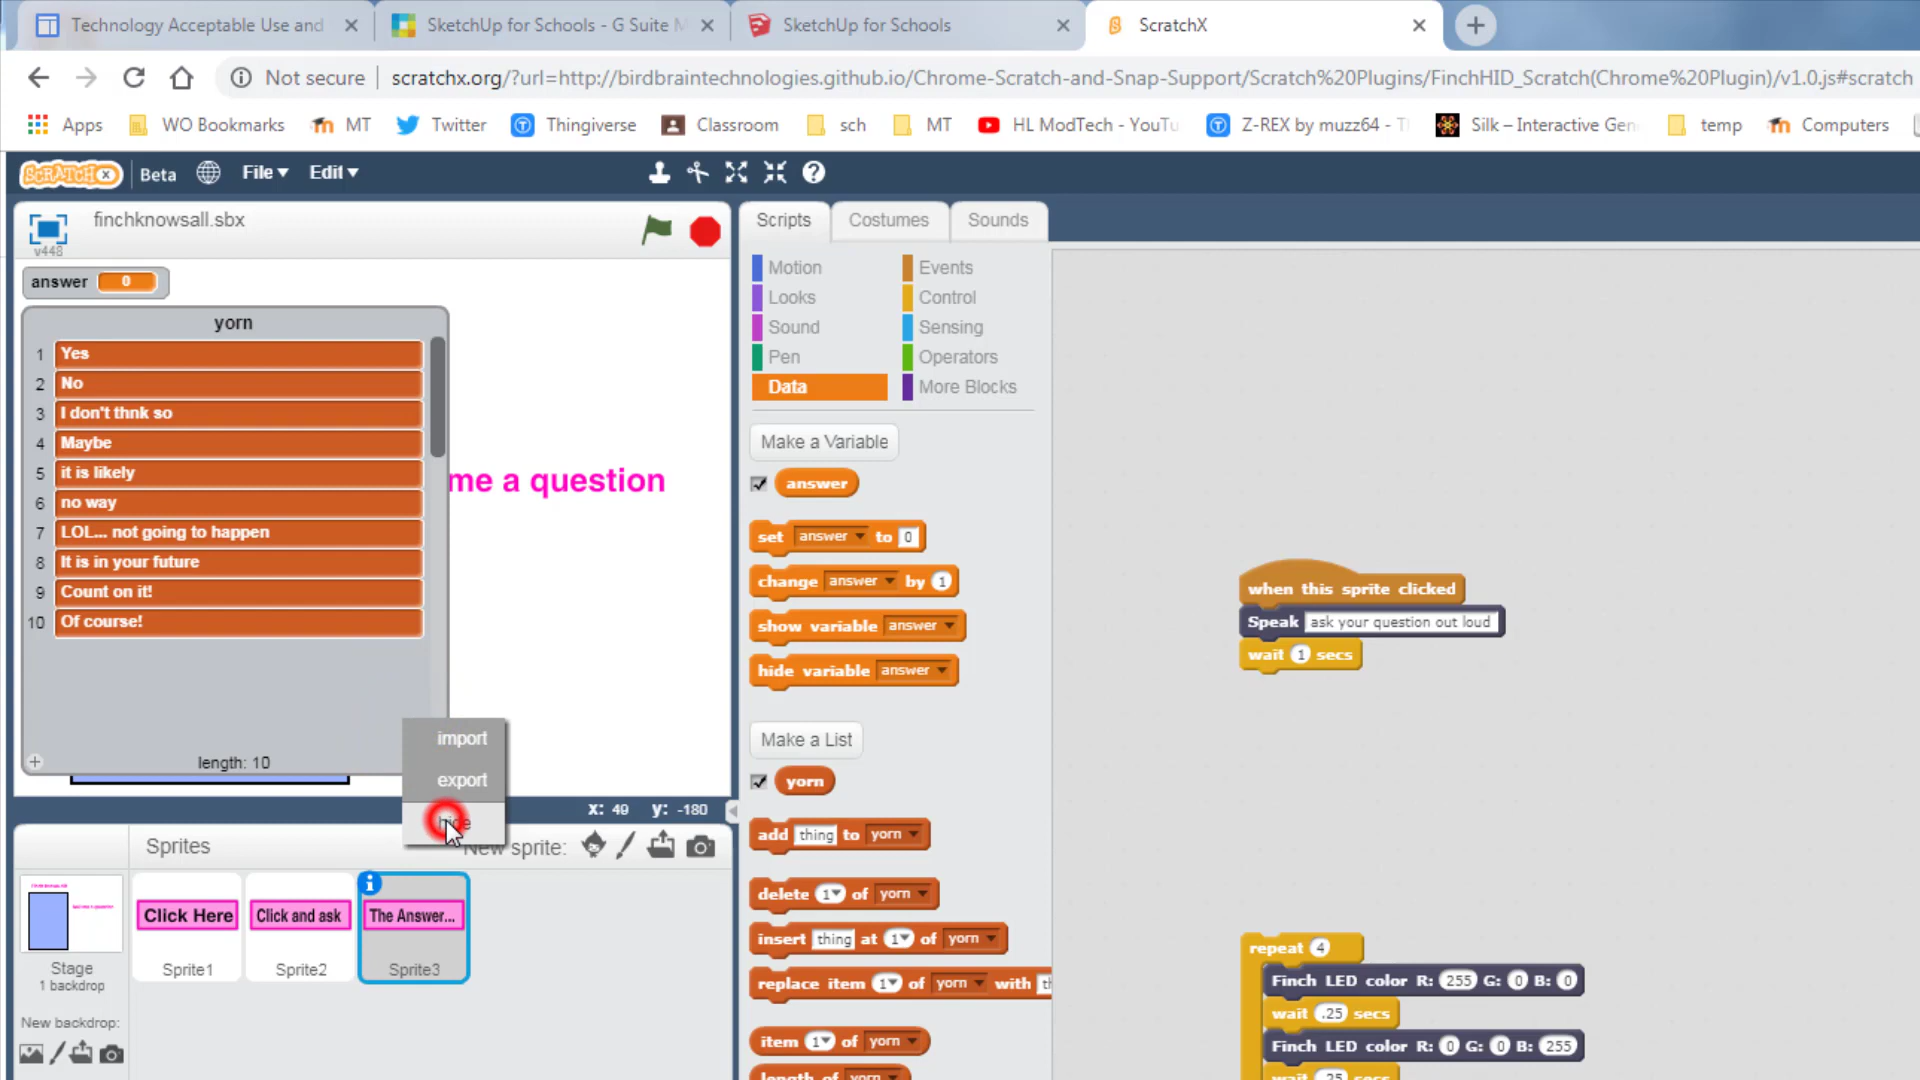 Technology Acceptable Use and
SketchUp for Schools - G Suite M
SketchUp for Schools
ScratchX
Not secure scratchx.org/?url=http://birdbraintechnologies.github.io/Chrome-Scratch-and-Snap-Support/Scratch%20Plugins/FinchHID_Scratch(Chrome%20Plugin)/v1.0.js#scratch
Apps WO Bookmarks MT Twitter Thingiverse Classroom sch MT HL ModTech - YouTu Z-REX by muzz64 - T Silk – Interactive Gen temp Computers
SCRATCHX Beta File Edit
finchknowsall.sbx
v448
Scripts Costumes Sounds
answer 0
yorn
1 Yes
2 No
3 I don't thnk so
4 Maybe
5 it is likely
6 no way
7 LOL... not going to happen
8 It is in your future
9 Count on it!
10 Of course!
length: 10
me a question
import
export
hide
x: 49 y: -180
Sprites New sprite:
Click Here Click and ask The Answer...
Sprite1 Sprite2 Sprite3
Stage
1 backdrop
New backdrop:
Motion Events
Looks Control
Sound Sensing
Pen Operators
Data More Blocks
Make a Variable
answer
set answer to 0
change answer by 1
show variable answer
hide variable answer
Make a List
yorn
add thing to yorn
delete 1 of yorn
insert thing at 1 of yorn
replace item 1 of yorn with
item 1 of yorn
length of yorn
when this sprite clicked
Speak ask your question out loud
wait 1 secs
repeat 4
Finch LED color R: 255 G: 0 B: 0
wait .25 secs
Finch LED color R: 0 G: 0 B: 255
wait .25 secs